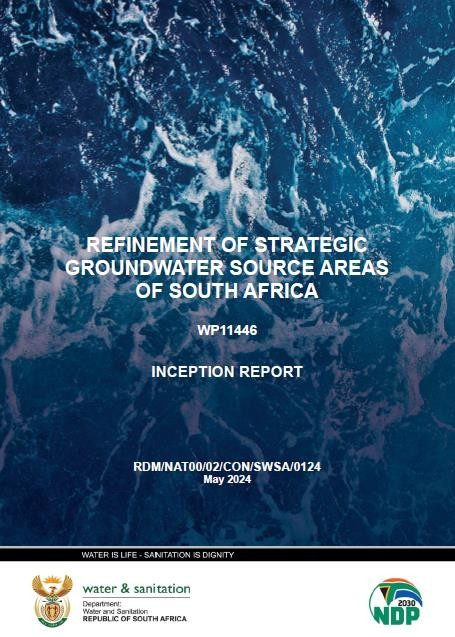 REFINEMENT OF STRATEGIC
GROUNDWATER SOURCE AREAS
OF SOUTH AFRICA
WP11446
INCEPTION REPORT
RDM/NAT00/02/CON/SWSA/0124
May 2024
WATER IS LIFE - SANITATION IS DIGNITY
water & sanitation
Department:
Water and Sanitation
REPUBLIC OF SOUTH AFRICA
2030
NDP